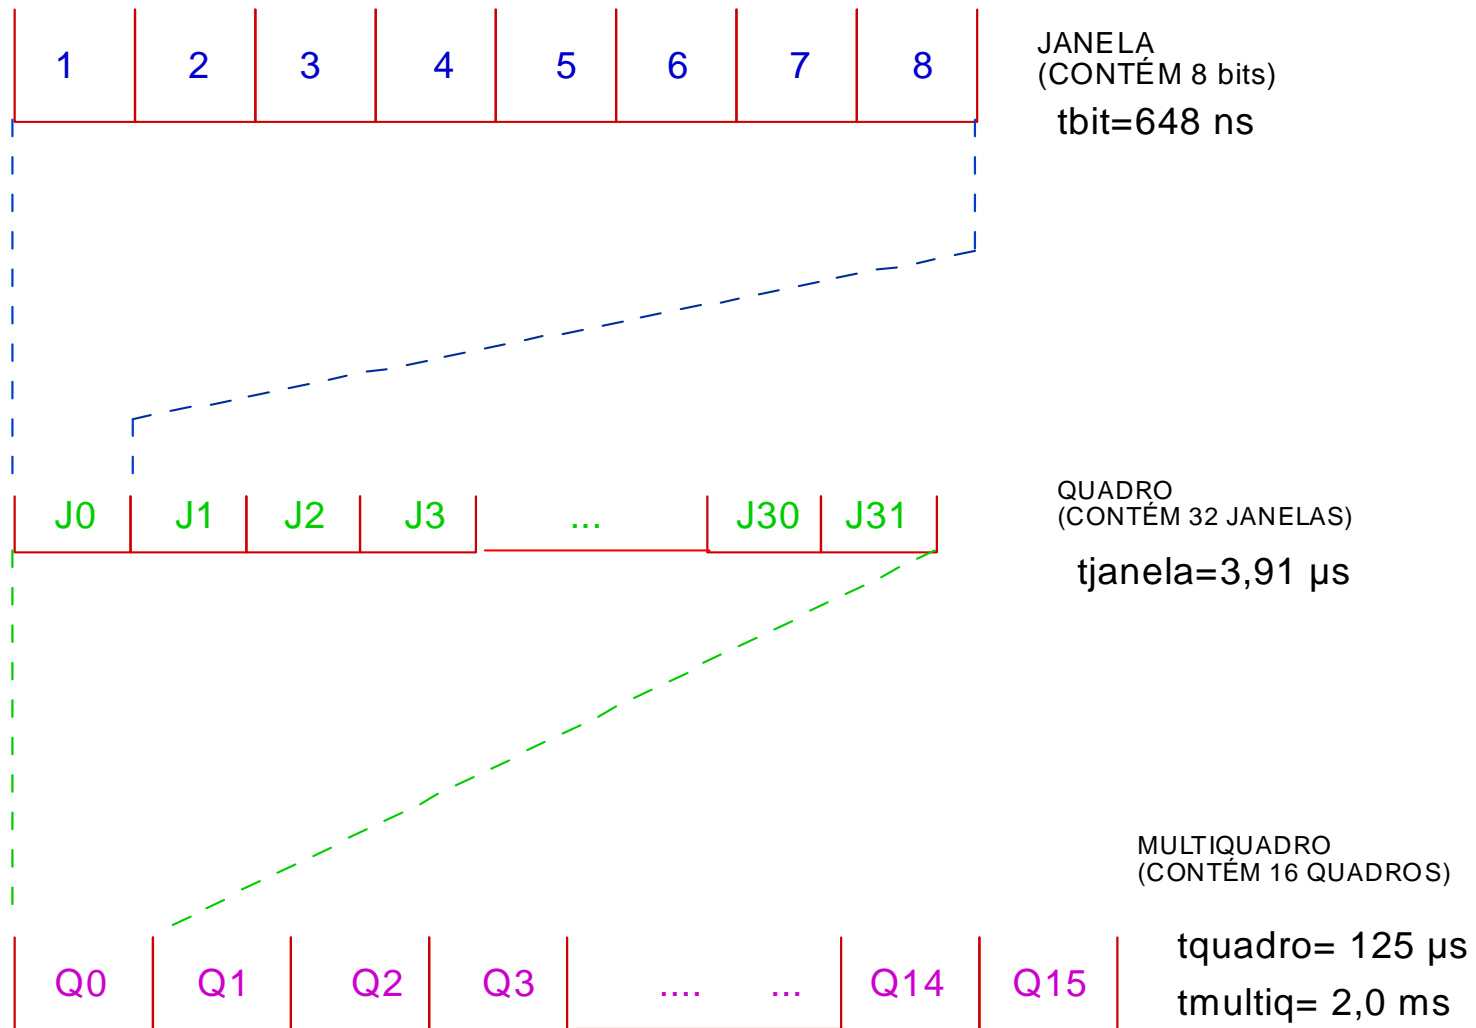 1 2 3 4 5 6 7 8
JANELA
(CONTÉM 8 bits)
tbit=648 ns
J0 J1 J2 J3 ... J30 J31
QUADRO
(CONTÉM 32 JANELAS)
tjanela=3,91 µs
MULTIQUADRO
(CONTÉM 16 QUADROS)
tquadro= 125 µs
Q0 Q1 Q2 Q3 .... ... Q14 Q15
tmultiq= 2,0 ms